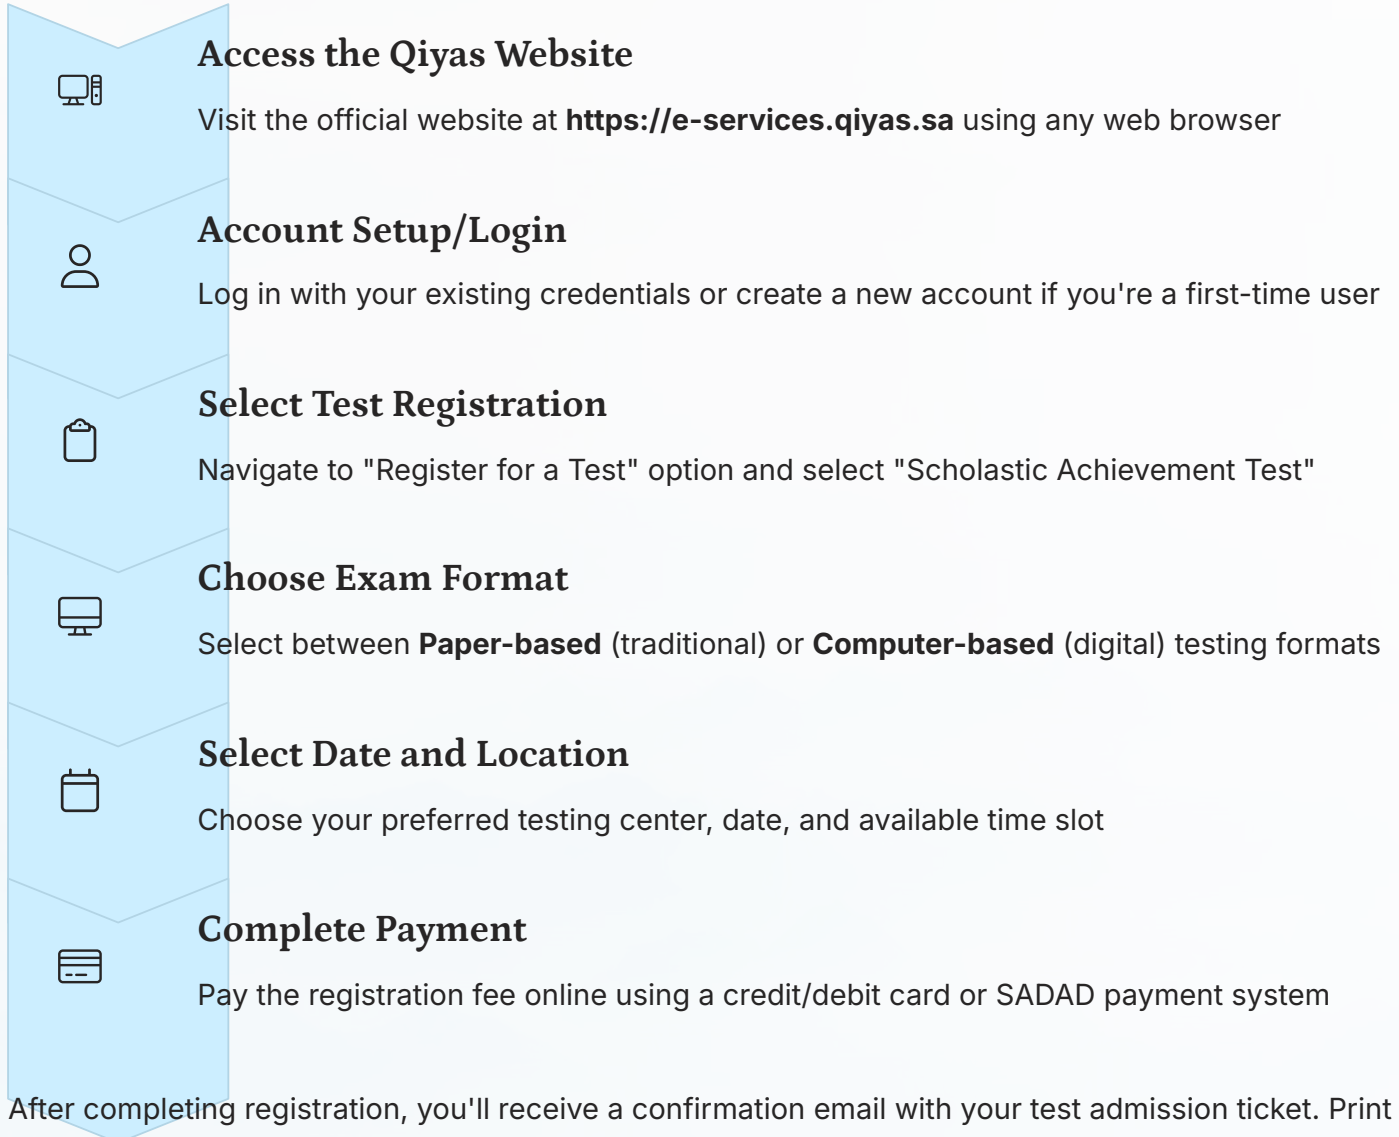 Access the Qiyas Website
Visit the official website at https://e-services.qiyas.sa using any web browser
Account Setup/Login
Log in with your existing credentials or create a new account if you're a first-time user
Select Test Registration
Navigate to "Register for a Test" option and select "Scholastic Achievement Test"
Choose Exam Format
Select between Paper-based (traditional) or Computer-based (digital) testing formats
Select Date and Location
Choose your preferred testing center, date, and available time slot
Complete Payment
Pay the registration fee online using a credit/debit card or SADAD payment system
After completing registration, you'll receive a confirmation email with your test admission ticket. Print